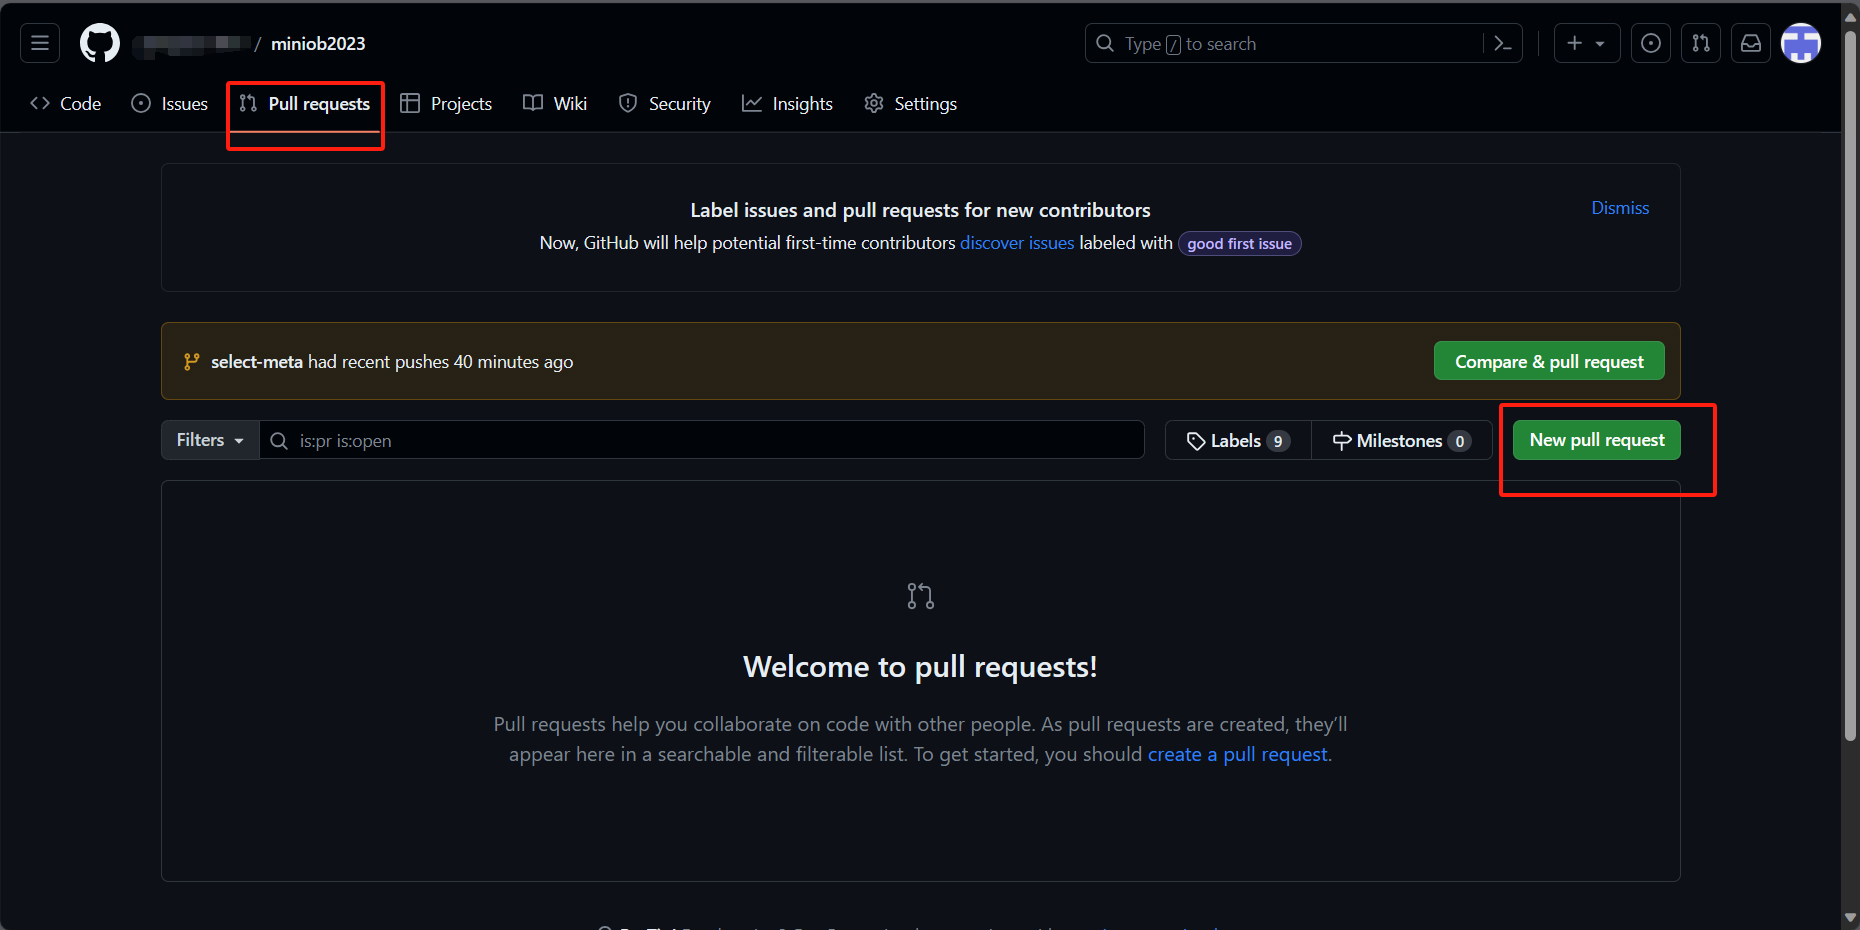 / miniob2023
Type / to search
Code Issues Pull requests Projects Wiki Security Insights Settings
Label issues and pull requests for new contributors
Dismiss
Now, GitHub will help potential first-time contributors discover issues labeled with good first issue
select-meta had recent pushes 40 minutes ago
Compare & pull request
Filters is:pr is:open Labels 9 Milestones 0 New pull request
Welcome to pull requests!
Pull requests help you collaborate on code with other people. As pull requests are created, they’ll
appear here in a searchable and filterable list. To get started, you should create a pull request.